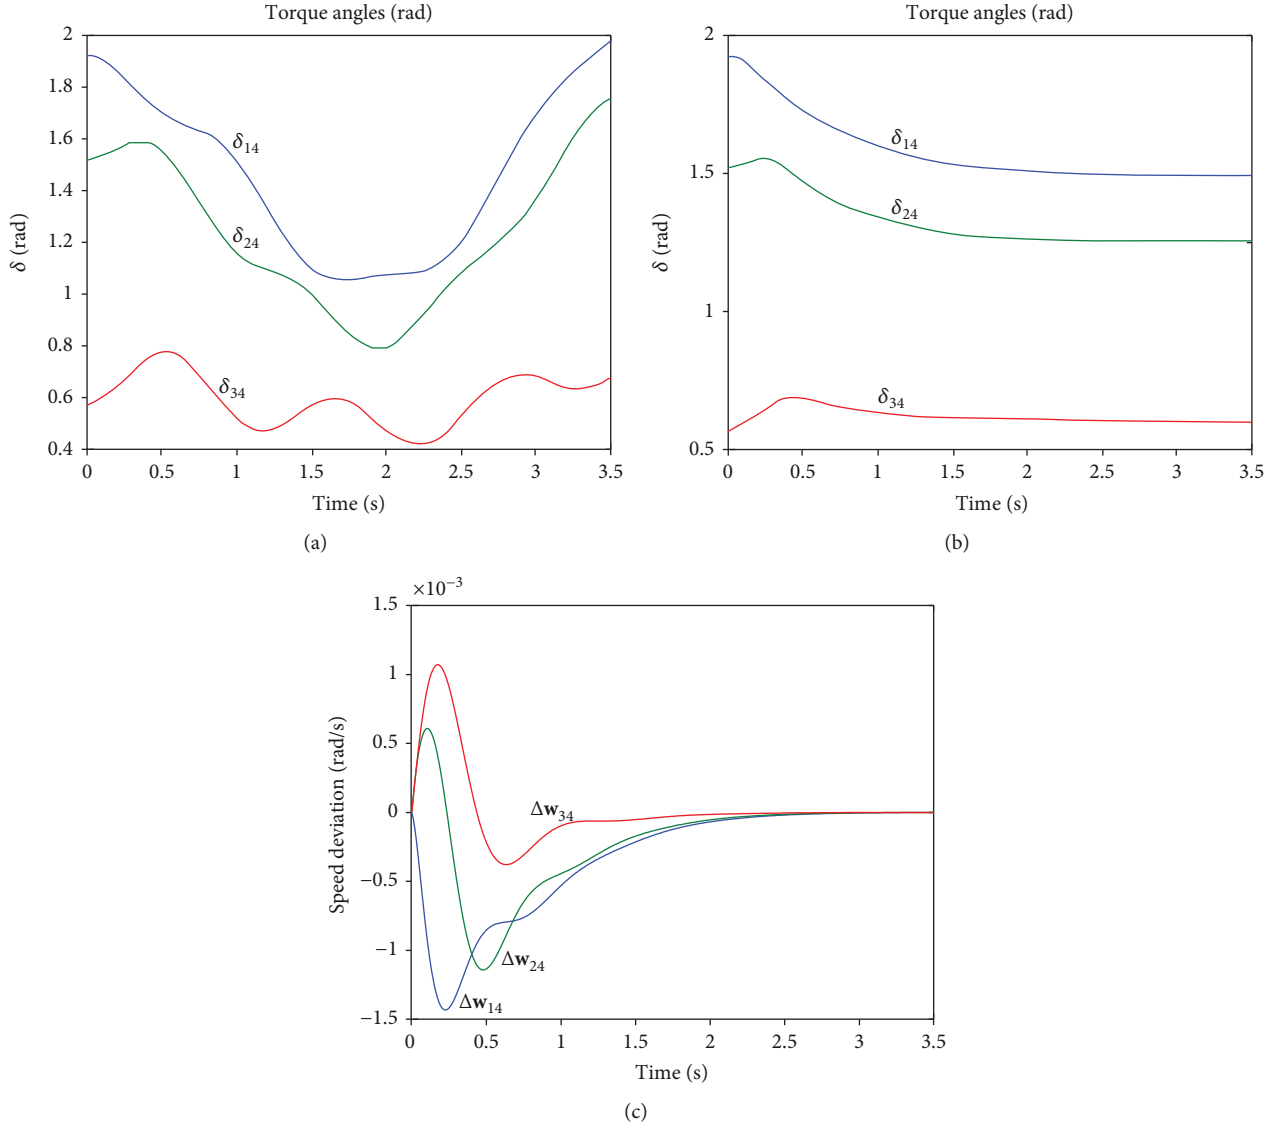 Torque angles (rad)
2
1.8
1.6
1.4
1.2
1
0.8
0.6
0.4
δ (rad)
δ₁₄
δ₂₄
δ₃₄
0 0.5 1 1.5 2 2.5 3 3.5
Time (s)
(a)
Torque angles (rad)
2
1.5
1
0.5
δ (rad)
δ₁₄
δ₂₄
δ₃₄
0 0.5 1 1.5 2 2.5 3 3.5
Time (s)
(b)
×10⁻³
1.5
1
0.5
0
−0.5
−1
−1.5
Speed deviation (rad/s)
Δw₃₄
Δw₂₄
Δw₁₄
0 0.5 1 1.5 2 2.5 3 3.5
Time (s)
(c)